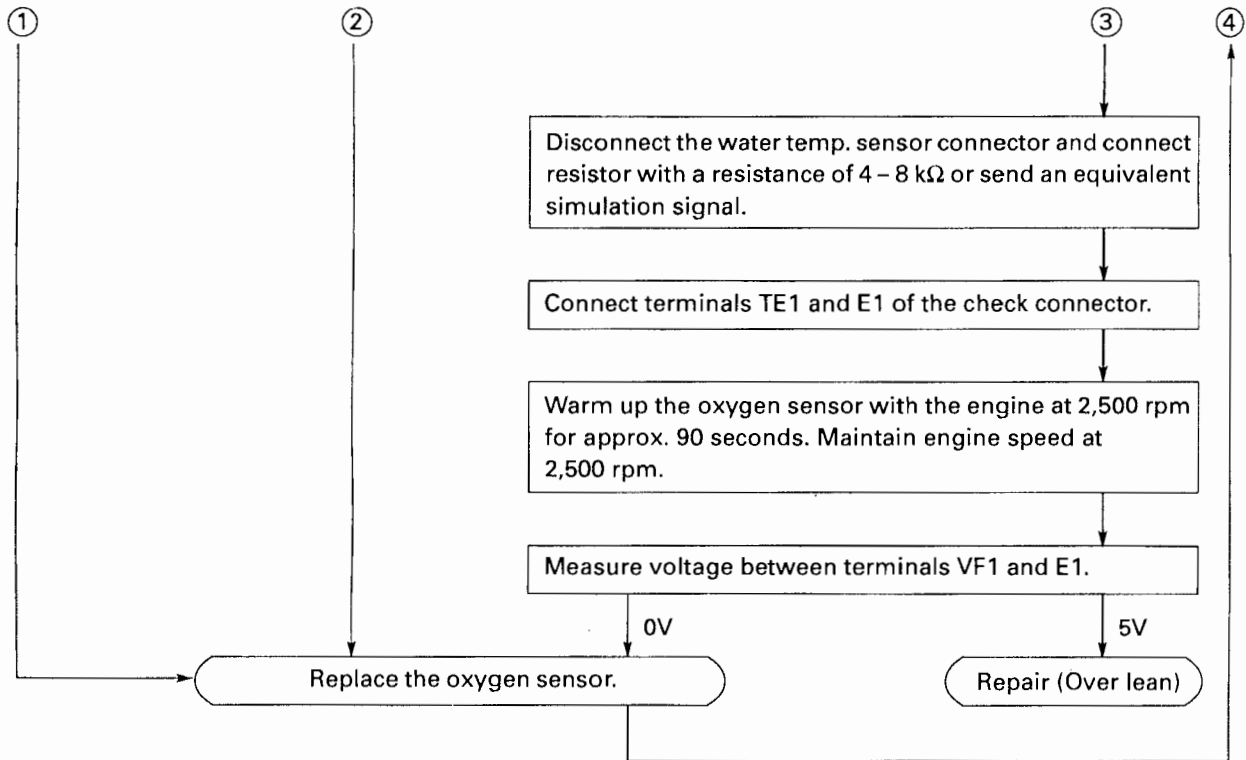 ① ② ③ ④
Disconnect the water temp. sensor connector and connect
resistor with a resistance of 4 – 8 kΩ or send an equivalent
simulation signal.
Connect terminals TE1 and E1 of the check connector.
Warm up the oxygen sensor with the engine at 2,500 rpm
for approx. 90 seconds. Maintain engine speed at
2,500 rpm.
Measure voltage between terminals VF1 and E1.
0V 5V
Replace the oxygen sensor. Repair (Over lean)